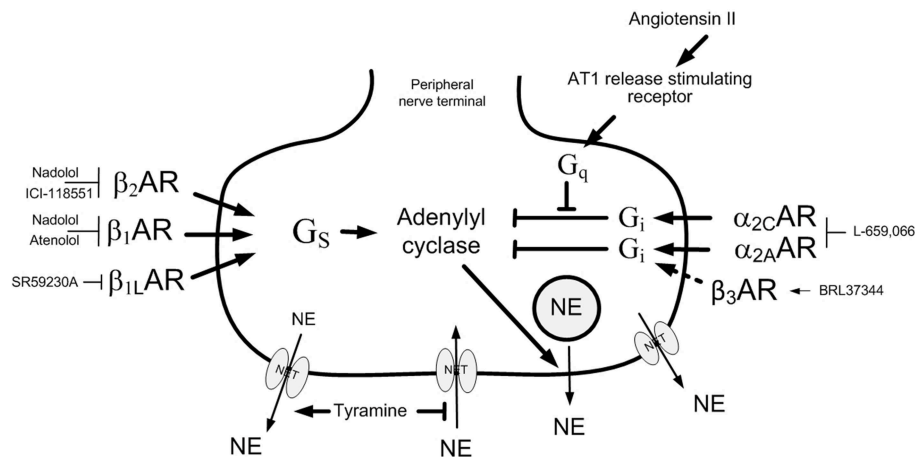 Angiotensin II
AT1 release stimulating
receptor
Peripheral
nerve terminal
Gq
Nadolol
ICI-118551
β2AR
Nadolol
Atenolol
β1AR
SR59230A
β1LAR
GS
Adenylyl
cyclase
Gi
α2CAR
Gi
α2AAR
L-659,066
β3AR
BRL37344
NE
NE
NET
NET
NET
Tyramine
NE
NE
NE
NE